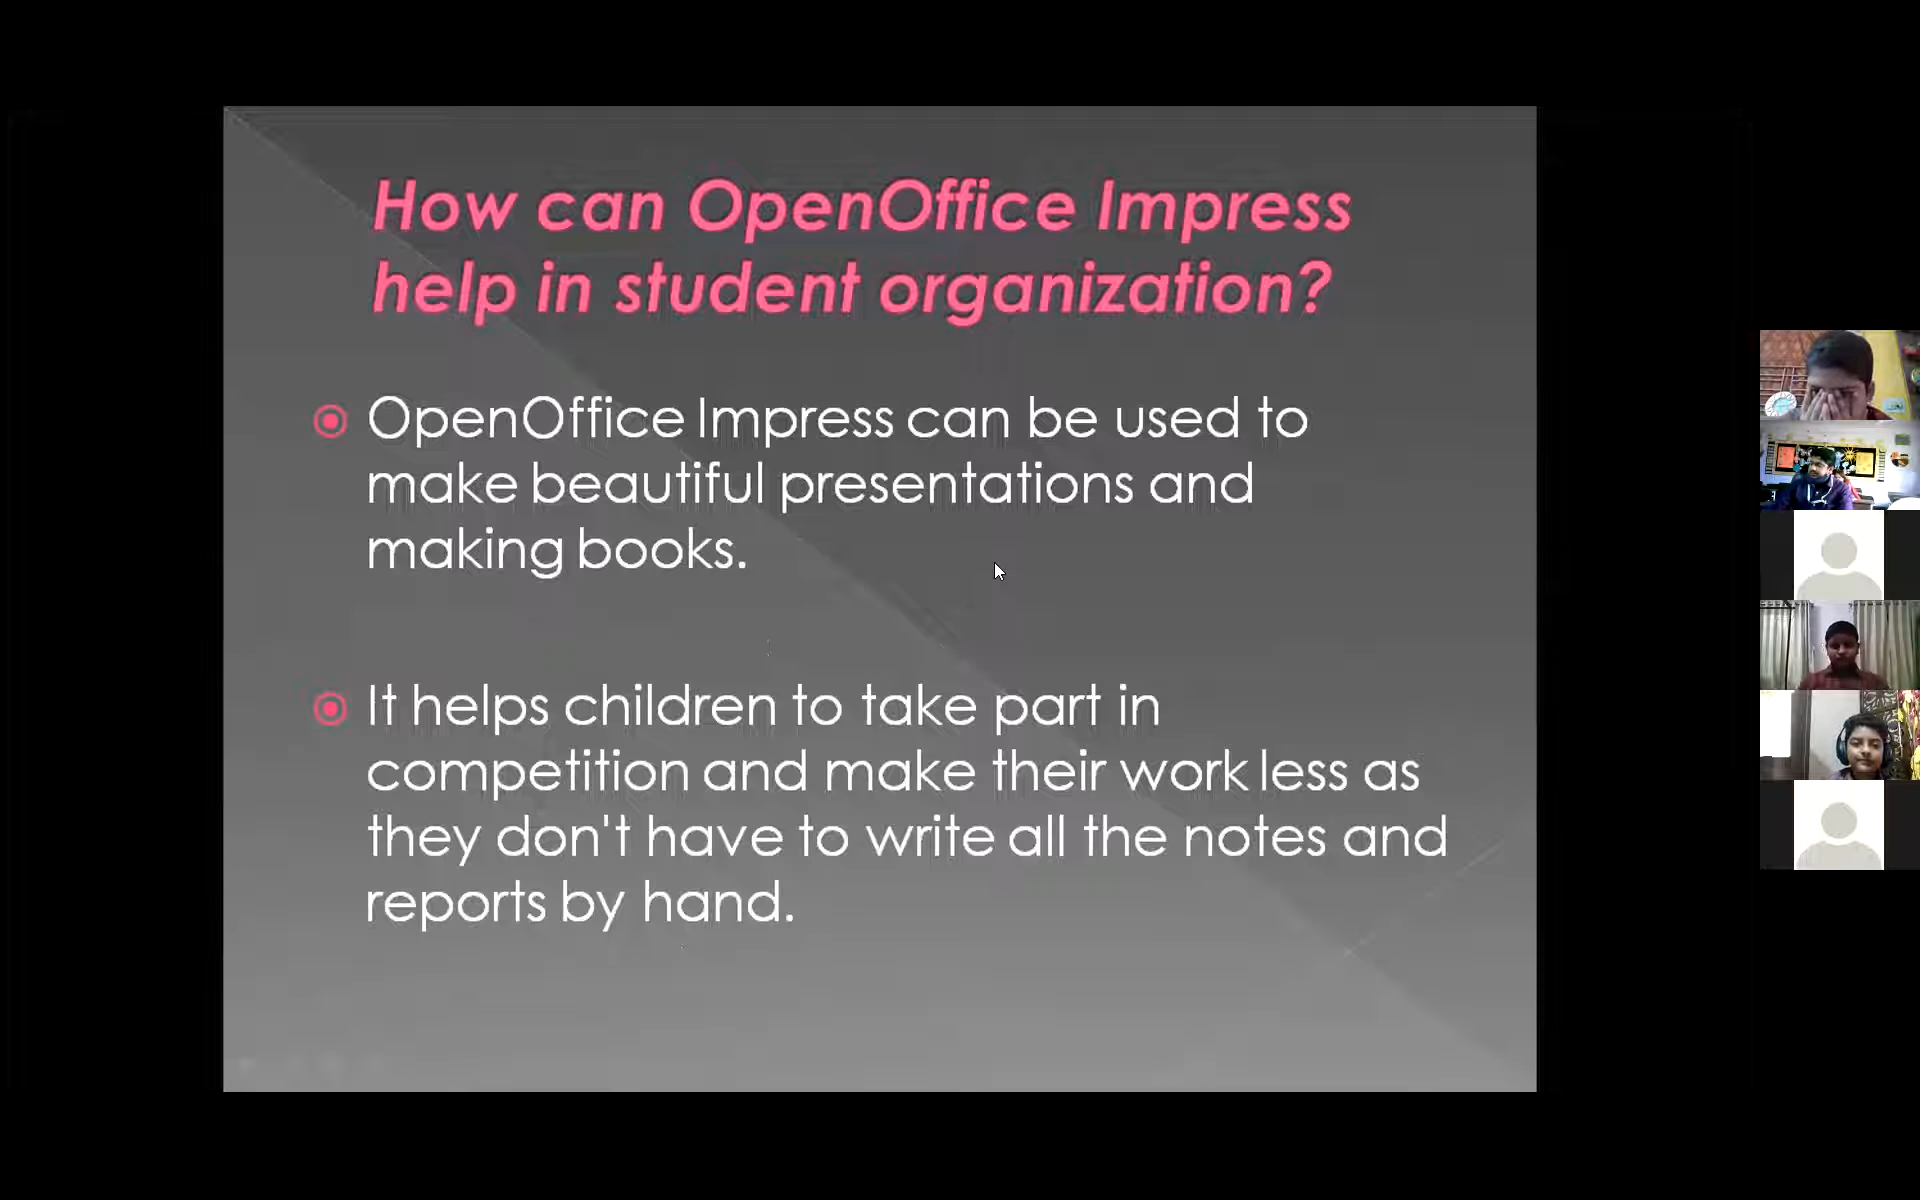 How can OpenOffice Impress
help in student organization?
OpenOffice Impress can be used to
make beautiful presentations and
making books.
It helps children to take part in
competition and make their work less as
they don't have to write all the notes and
reports by hand.